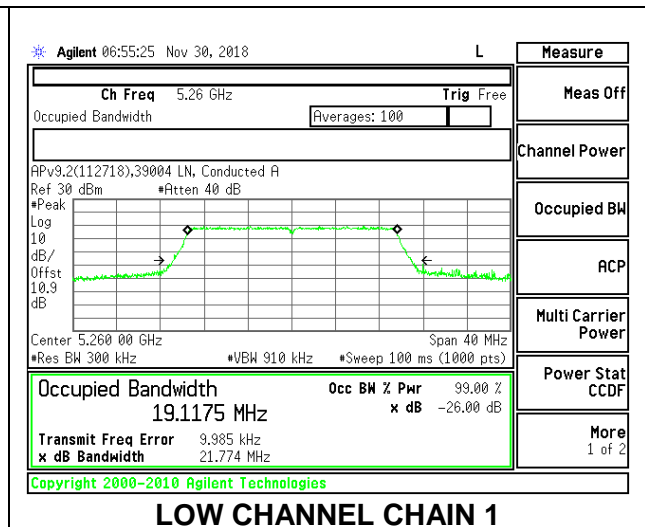 Agilent 06:55:25 Nov 30, 2018 L Measure
Ch Freq 5.26 GHz Trig Free
Meas Off
Occupied Bandwidth Averages: 100
Channel Power
APv9.2(112718),39004 LN, Conducted A
Ref 30 dBm #Atten 40 dB
Occupied BW
#Peak
Log
10
dB/
Offst
10.9
dB
ACP
Multi Carrier
Power
Center 5.260 00 GHz Span 40 MHz
#Res BW 300 kHz #VBW 910 kHz #Sweep 100 ms (1000 pts)
Power Stat
CCDF
Occupied Bandwidth Occ BW % Pwr 99.00 %
19.1175 MHz x dB -26.00 dB
Transmit Freq Error 9.985 kHz
x dB Bandwidth 21.774 MHz
More
1 of 2
Copyright 2000-2010 Agilent Technologies
LOW CHANNEL CHAIN 1